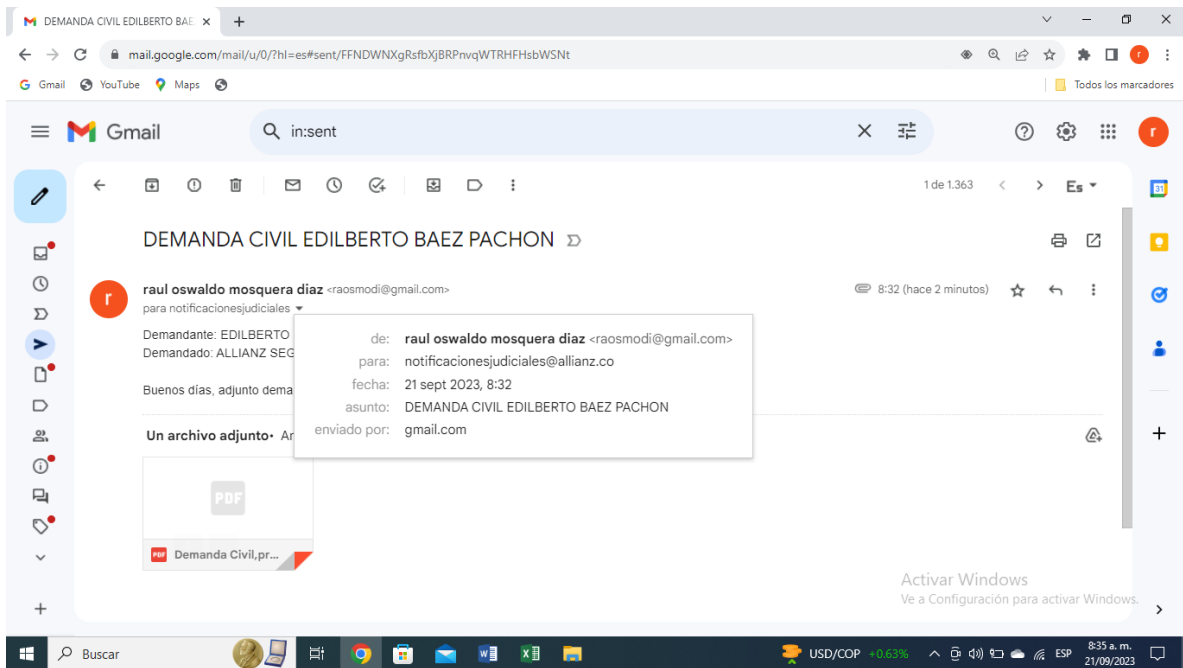 DEMANDA CIVIL EDILBERTO BAE
mail.google.com/mail/u/0/?hl=es#sent/FFNDWNXgRsfbXjBRPnvqWTRHFHsbWSNt
Gmail YouTube Maps Todos los marcadores
Gmail in:sent
1 de 1.363 Es
DEMANDA CIVIL EDILBERTO BAEZ PACHON
raul oswaldo mosquera diaz <raosmodi@gmail.com> 8:32 (hace 2 minutos)
para notificacionesjudiciales
Demandante: EDILBERTO
Demandado: ALLIANZ SEG
Buenos días, adjunto dema
de: raul oswaldo mosquera diaz <raosmodi@gmail.com>
para: notificacionesjudiciales@allianz.co
fecha: 21 sept 2023, 8:32
asunto: DEMANDA CIVIL EDILBERTO BAEZ PACHON
enviado por: gmail.com
Un archivo adjunto • An
PDF
PDF Demanda Civil,pr...
Activar Windows
Ve a Configuración para activar Windows.
Buscar USD/COP +0.63% ESP 8:35 a. m.
21/09/2023